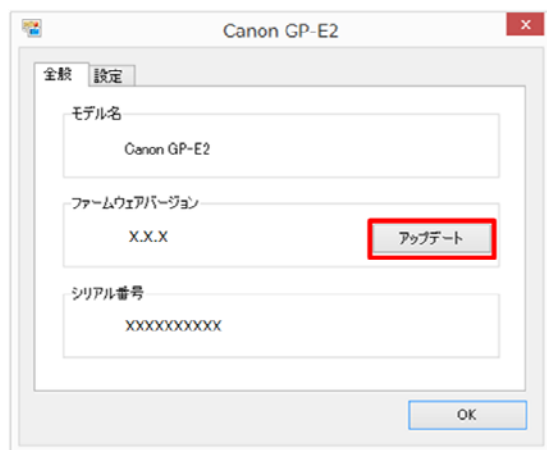 Canon GP-E2
全般 設定
モデル名
Canon GP-E2
ファームウェアバージョン
X.X.X アップデート
シリアル番号
XXXXXXXXXX
OK